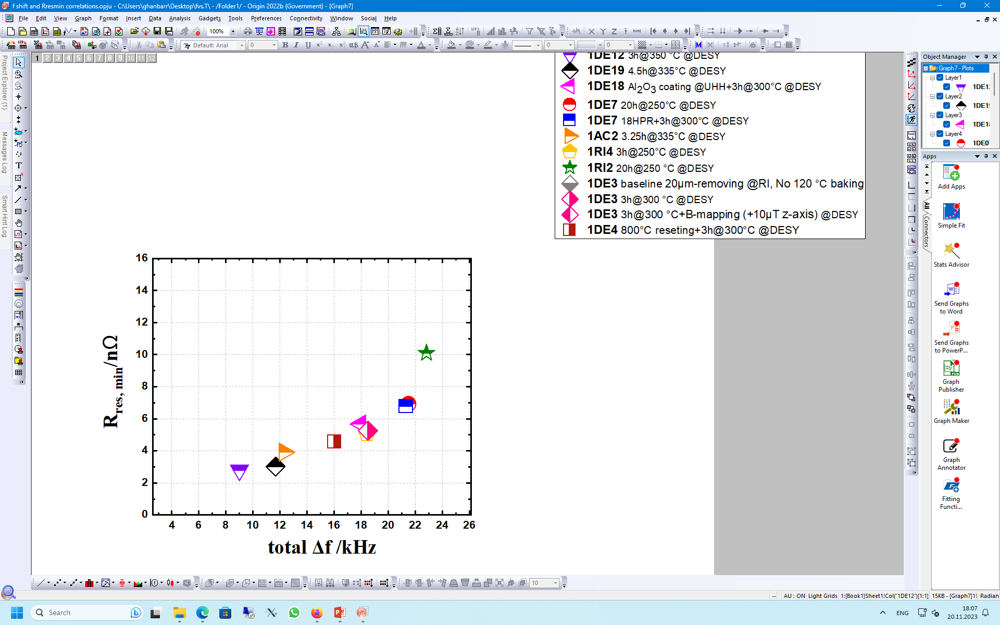 f shift and Rresmin correlations.opju - C:\Users\ghanbarr\Desktop\fvs.T\ - /Folder1/ - Origin 2022b (Government) - [Graph7]
File Edit View Graph Format Insert Data Analysis Gadgets Tools Preferences Connectivity Window Social Help
100%
Default: Arial 0 B I U 0 0
1 2 3 4 5 6 7 8 9 10 11 12
Project Explorer (1)
Messages Log
Smart Hint Log
1DE12 3h@350 °C @DESY
1DE19 4.5h@335°C @DESY
1DE18 Al2O3 coating @UHH+3h@300°C @DESY
1DE7 20h@250°C @DESY
1DE7 18HPR+3h@300°C @DESY
1AC2 3.25h@335°C @DESY
1RI4 3h@250°C @DESY
1RI2 20h@250 °C @DESY
1DE3 baseline 20µm-removing @RI, No 120 °C baking
1DE3 3h@300 °C @DESY
1DE3 3h@300 °C+B-mapping (+10µT z-axis) @DESY
1DE4 800°C reseting+3h@300°C @DESY
16
14
12
10
8
6
4
2
0
4 6 8 10 12 14 16 18 20 22 24 26
Rres, min/nΩ
total Δf /kHz
Object Manager
Graph7 - Plots
Layer1
1DE12
Layer2
1DE19
Layer3
1DE18
Layer4
1DE07
Apps
All
Connectors
Add Apps
Simple Fit
Stats Advisor
Send Graphs
to Word
Send Graphs
to PowerP...
Graph
Publisher
Graph Maker
Graph
Annotator
Fitting
Functi...
10
-- AU : ON Light Grids 1:[Book1]Sheet1!Col("1DE12")[1:1] 15KB - [Graph7]1! Radian
Search
ENG
18:07
20.11.2023